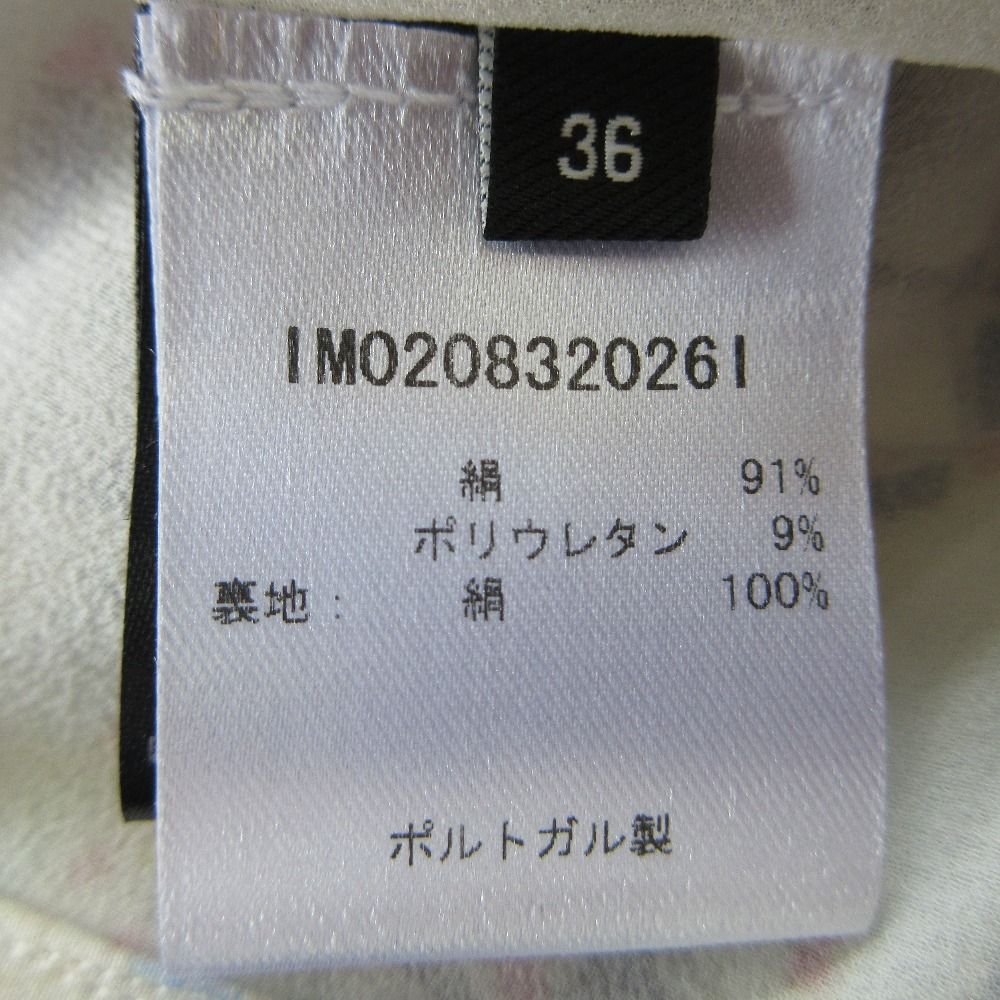 36
IM020832026I
絹 91%
ポリウレタン 9%
裏地： 絹 100%
ポルトガル製